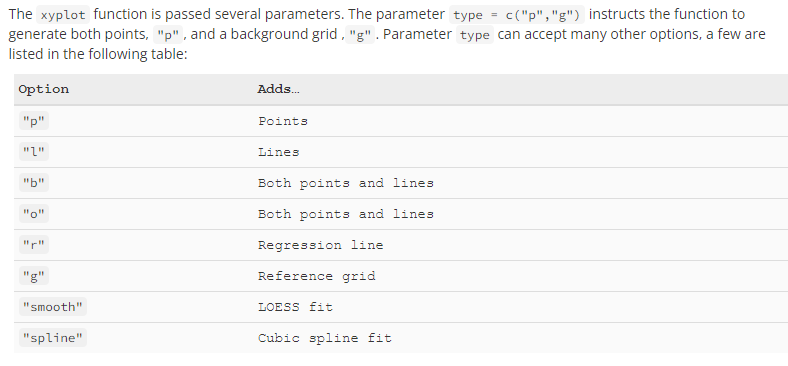 The xyplot function is passed several parameters. The parameter type = c("p","g") instructs the function to
generate both points, "p" , and a background grid , "g" . Parameter type can accept many other options, a few are
listed in the following table:
Option Adds…
"p" Points
"l" Lines
"b" Both points and lines
"o" Both points and lines
"r" Regression line
"g" Reference grid
"smooth" LOESS fit
"spline" Cubic spline fit